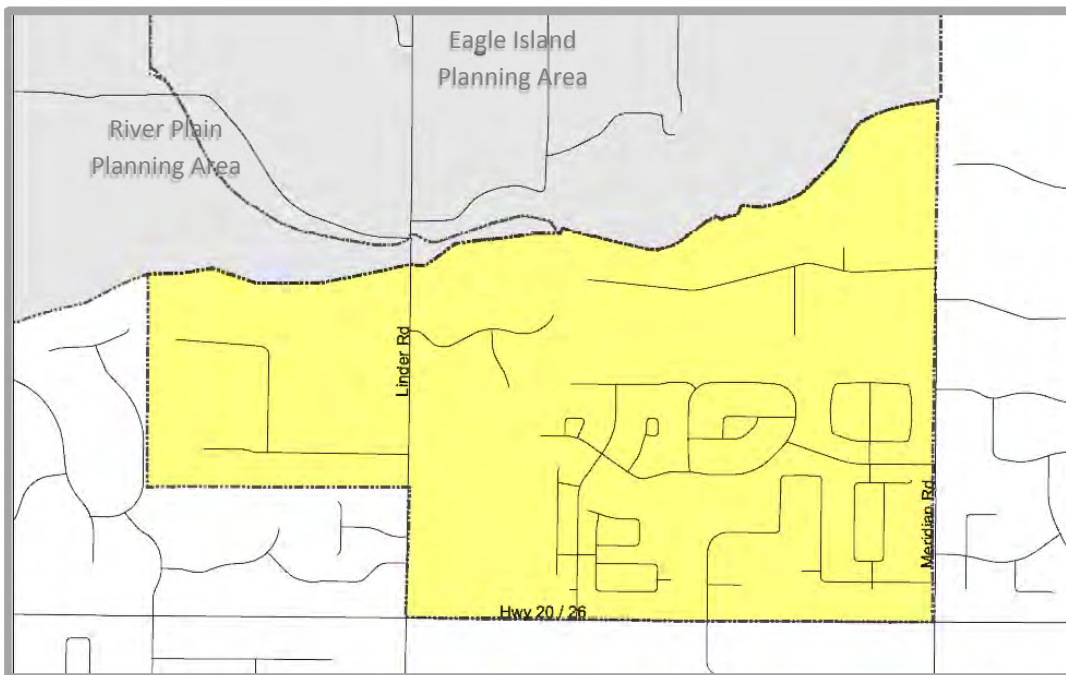 Eagle Island
Planning Area
River Plain
Planning Area
Linder Rd
Meridian Rd
Hwy 20 / 26